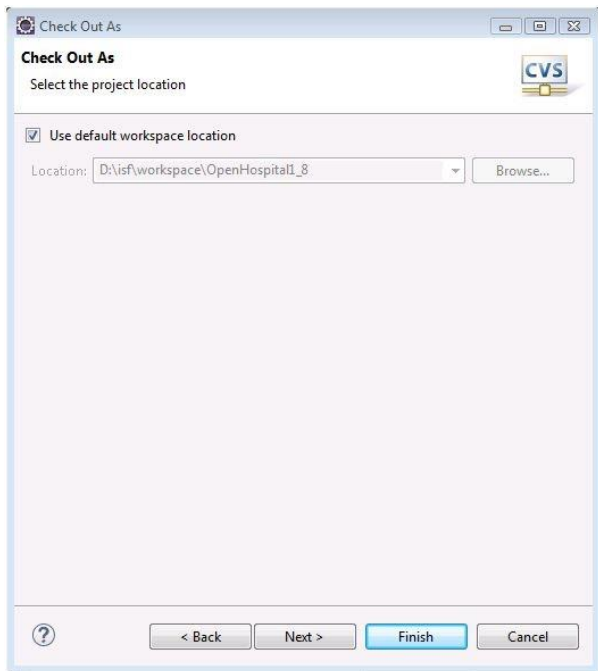 Check Out As
Check Out As
Select the project location
CVS
Use default workspace location
Location: D:\isf\workspace\OpenHospital1_8 Browse...
? < Back Next > Finish Cancel